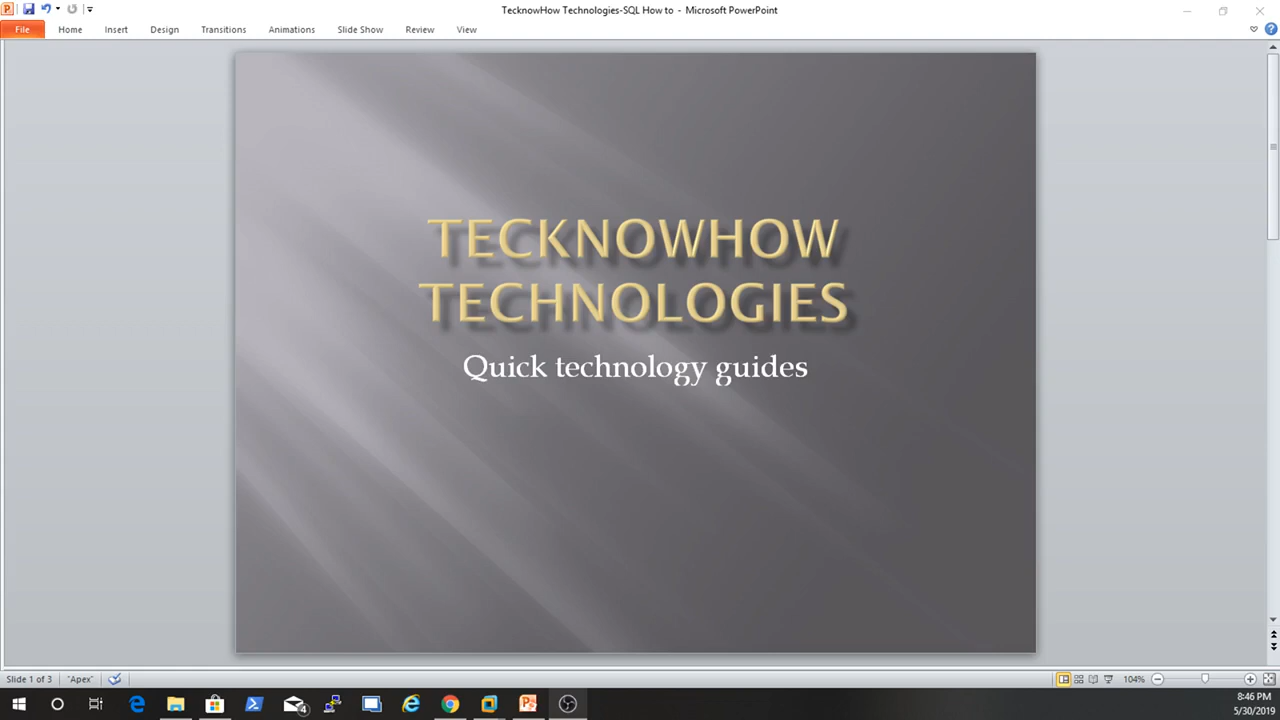 TecknowHow Technologies-SQL How to - Microsoft PowerPoint
File Home Insert Design Transitions Animations Slide Show Review View
TECKNOWHOW
TECHNOLOGIES
Quick technology guides
Slide 1 of 3 "Apex" 104%
4
8:46 PM
5/30/2019